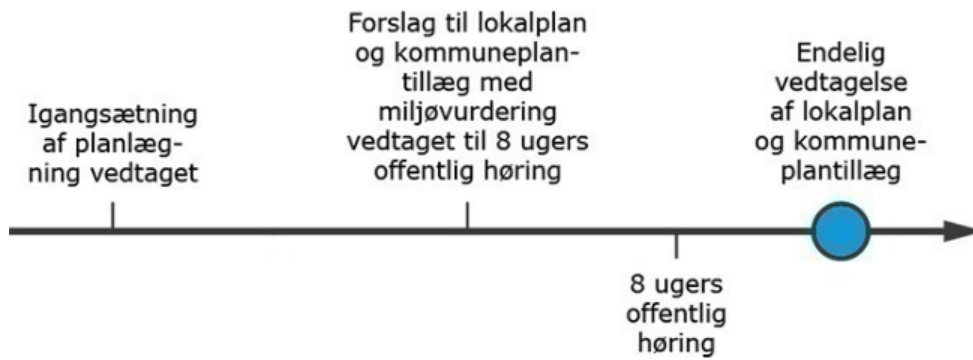 Igangsætning
af planlæg-
ning vedtaget
Forslag til lokalplan
og kommuneplan-
tillæg med
miljøvurdering
vedtaget til 8 ugers
offentlig høring
8 ugers
offentlig
høring
Endelig
vedtagelse
af lokalplan
og kommune-
plantillæg